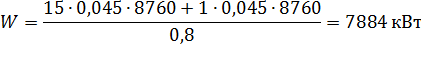 W = (15·0,045·8760 + 1·0,045·8760) / 0,8 = 7884 кВт